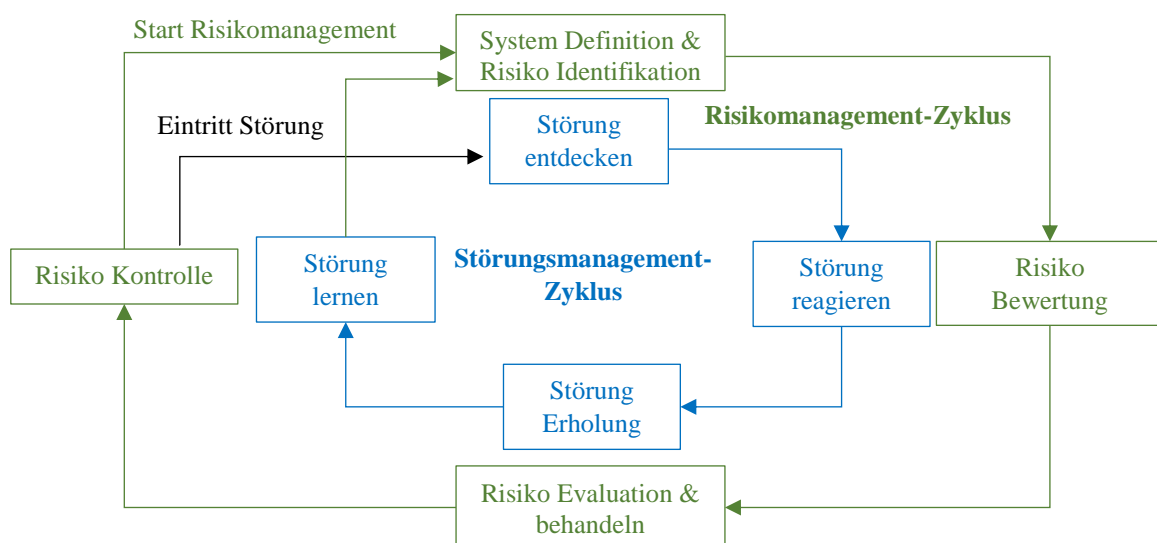 Start Risikomanagement
System Definition &
Risiko Identifikation
Eintritt Störung
Störung
entdecken
Risikomanagement-Zyklus
Risiko Kontrolle
Störung
lernen
Störungsmanagement-
Zyklus
Störung
reagieren
Risiko
Bewertung
Störung
Erholung
Risiko Evaluation &
behandeln